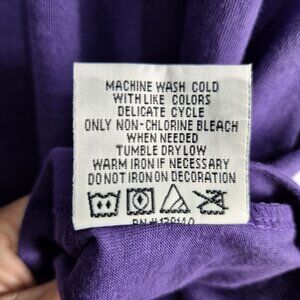 MACHINE WASH COLD
WITH LIKE COLORS
DELICATE CYCLE
ONLY NON-CHLORINE BLEACH
WHEN NEEDED
TUMBLE DRY LOW
WARM IRON IF NECESSARY
DO NOT IRON ON DECORATION